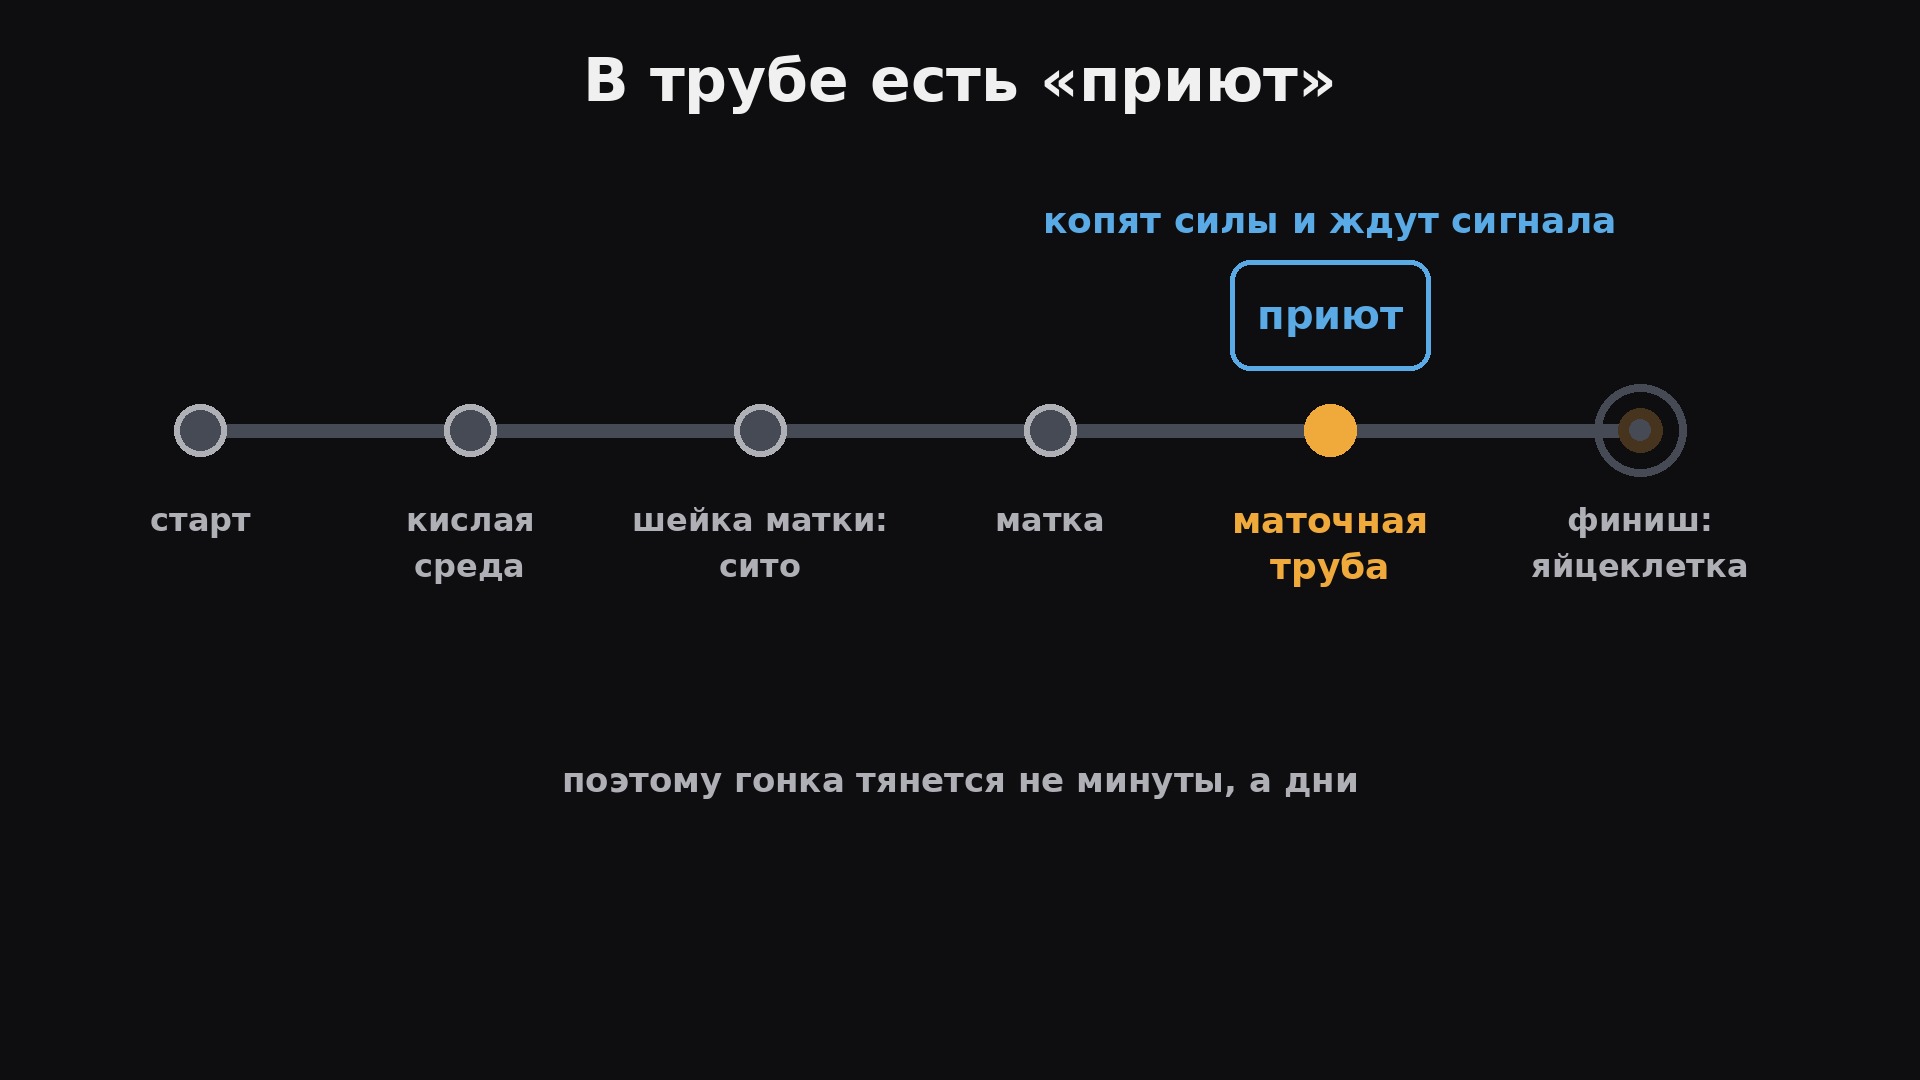 В трубе есть «приют»
копят силы и ждут сигнала
приют
старт
кислая
среда
шейка матки:
сито
матка
маточная
труба
финиш:
яйцеклетка
поэтому гонка тянется не минуты, а дни